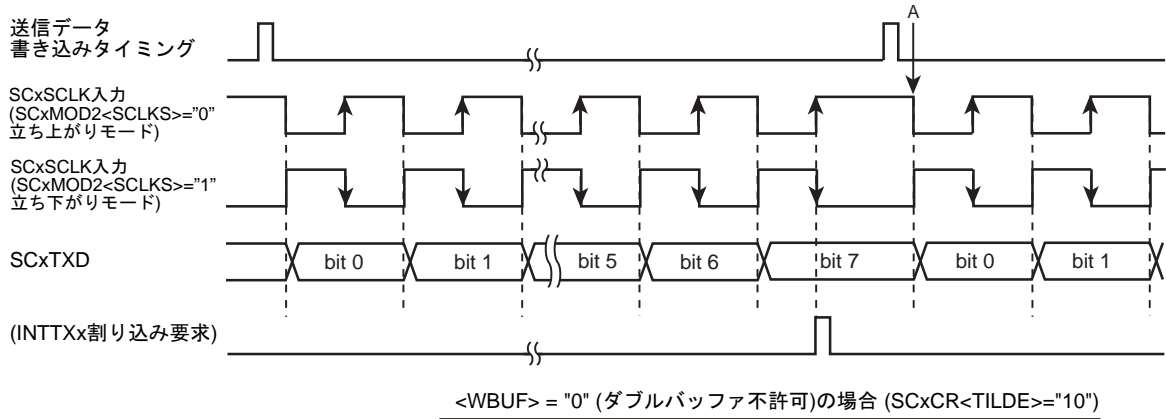 送信データ
書き込みタイミング
A
SCxSCLK入力
(SCxMOD2<SCLKS>="0"
立ち上がりモード)
SCxSCLK入力
(SCxMOD2<SCLKS>="1"
立ち下がりモード)
SCxTXD
bit 0 bit 1 bit 5 bit 6 bit 7 bit 0 bit 1
(INTTXx割り込み要求)
<WBUF> = "0" (ダブルバッファ不許可)の場合 (SCxCR<TILDE>="10")